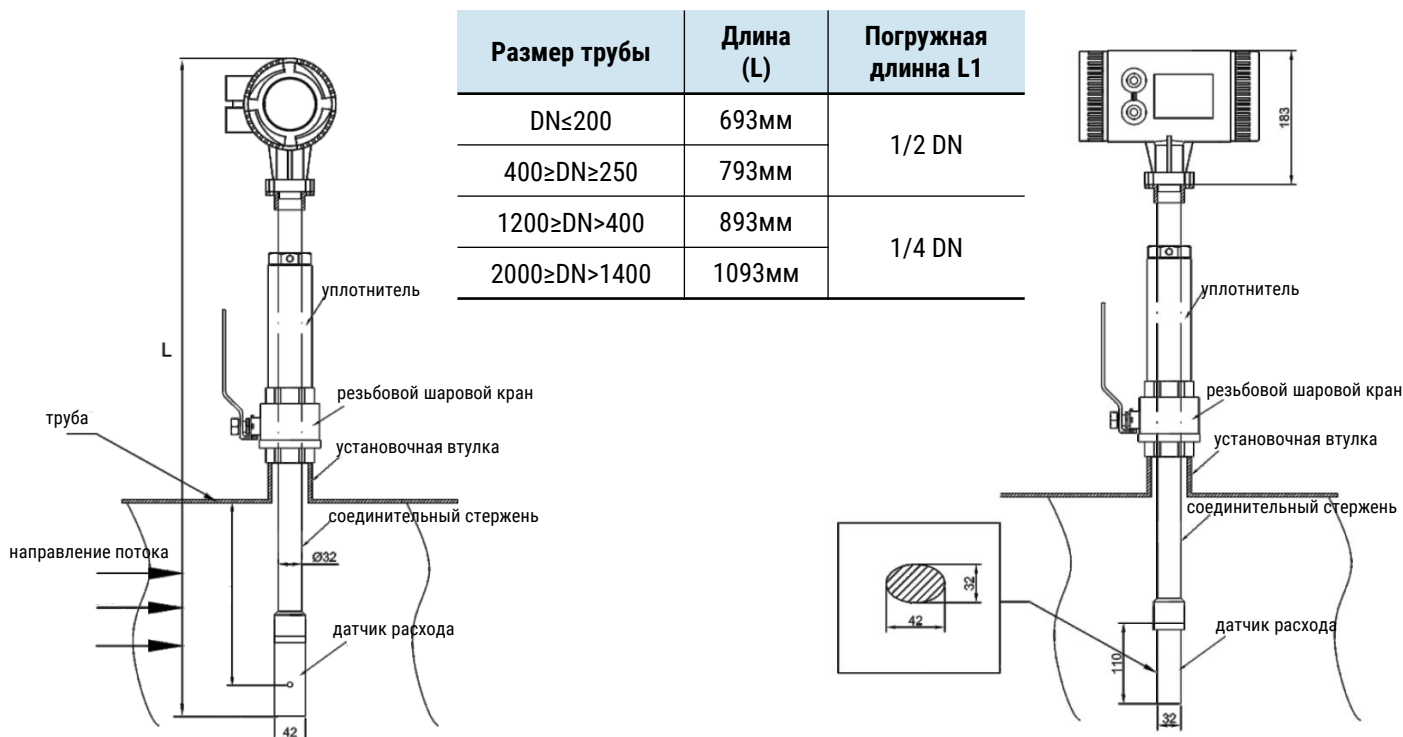 Размер трубы
Длина
(L)
Погружная
длинна L1
DN≤200
693мм
1/2 DN
400≥DN≥250
793мм
1200≥DN>400
893мм
1/4 DN
2000≥DN>1400
1093мм
уплотнитель
L
резьбовой шаровой кран
труба
установочная втулка
соединительный стержень
направление потока
Ø32
датчик расхода
42
183
уплотнитель
резьбовой шаровой кран
установочная втулка
соединительный стержень
32
42
датчик расхода
110
32